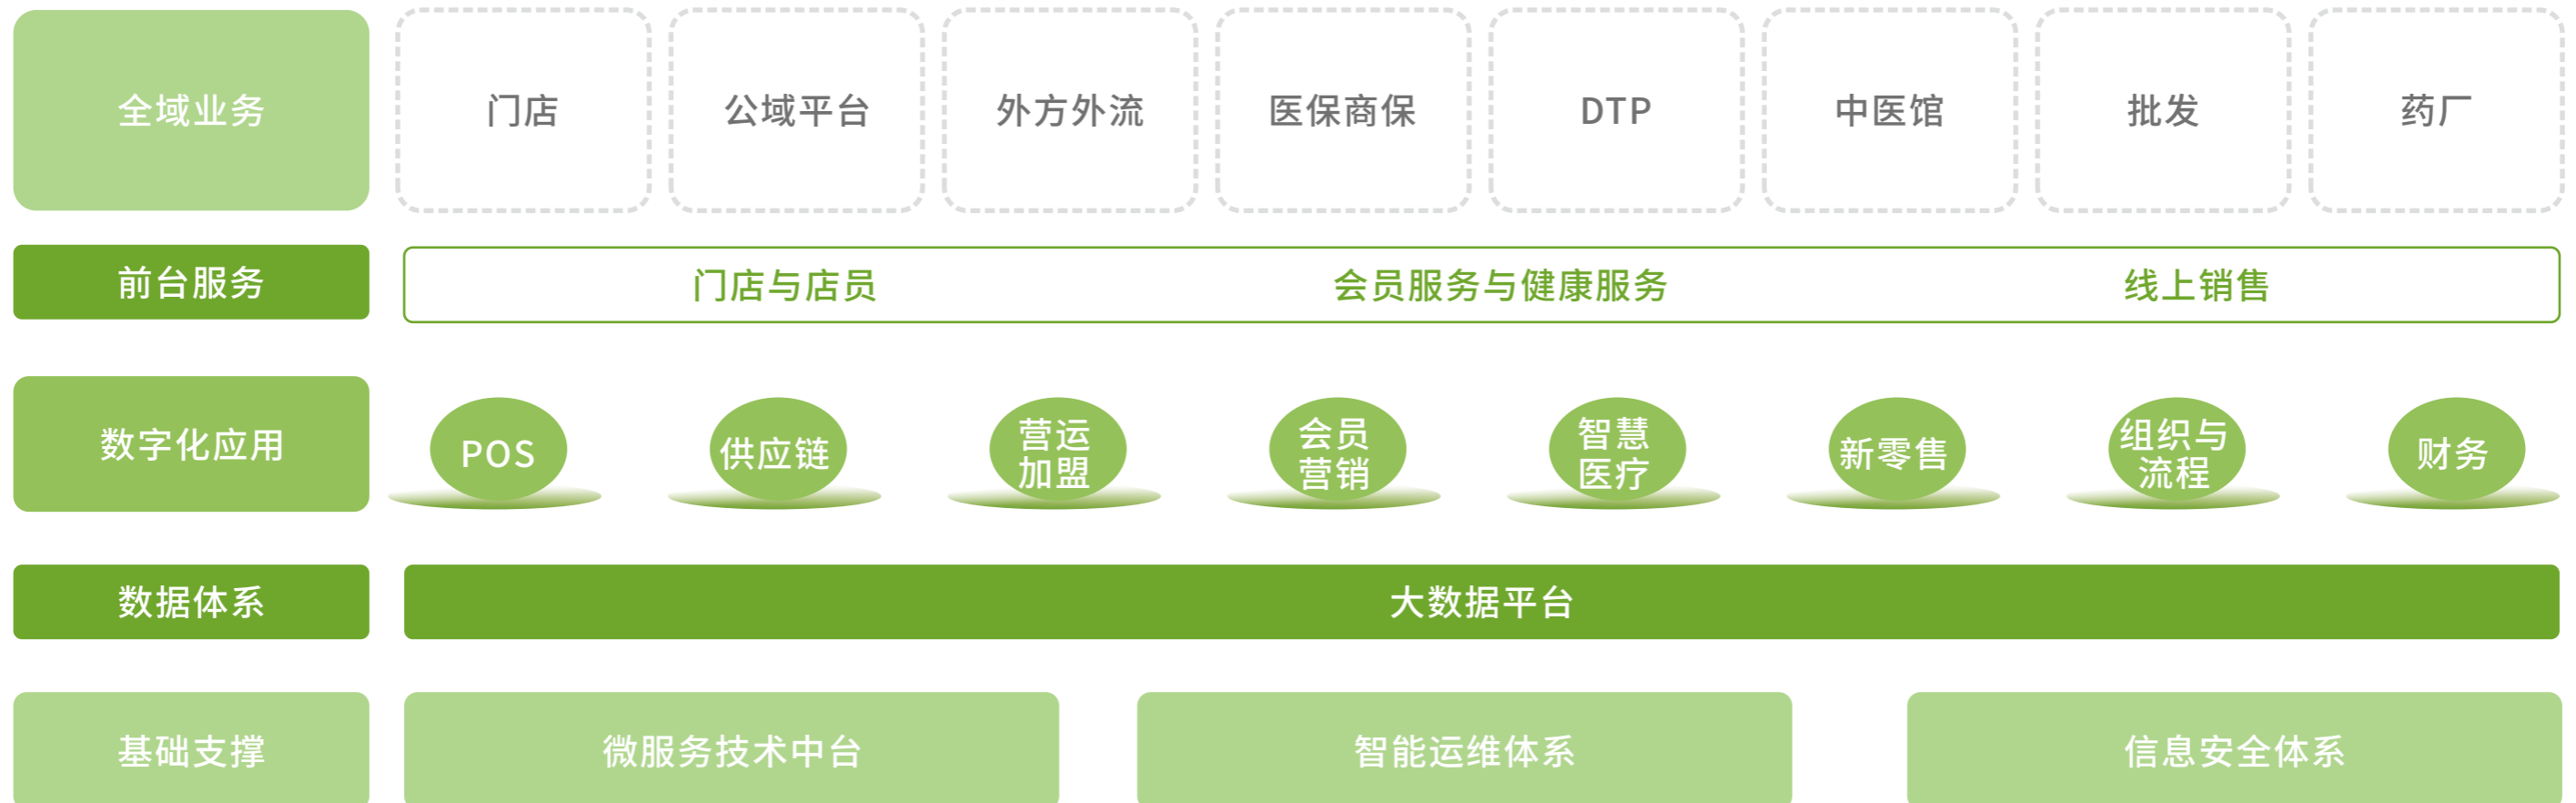 全域业务
门店
公域平台
外方外流
医保商保
DTP
中医馆
批发
药厂
前台服务
门店与店员
会员服务与健康服务
线上销售
数字化应用
POS
供应链
营运
加盟
会员
营销
智慧
医疗
新零售
组织与
流程
财务
数据体系
大数据平台
基础支撑
微服务技术中台
智能运维体系
信息安全体系